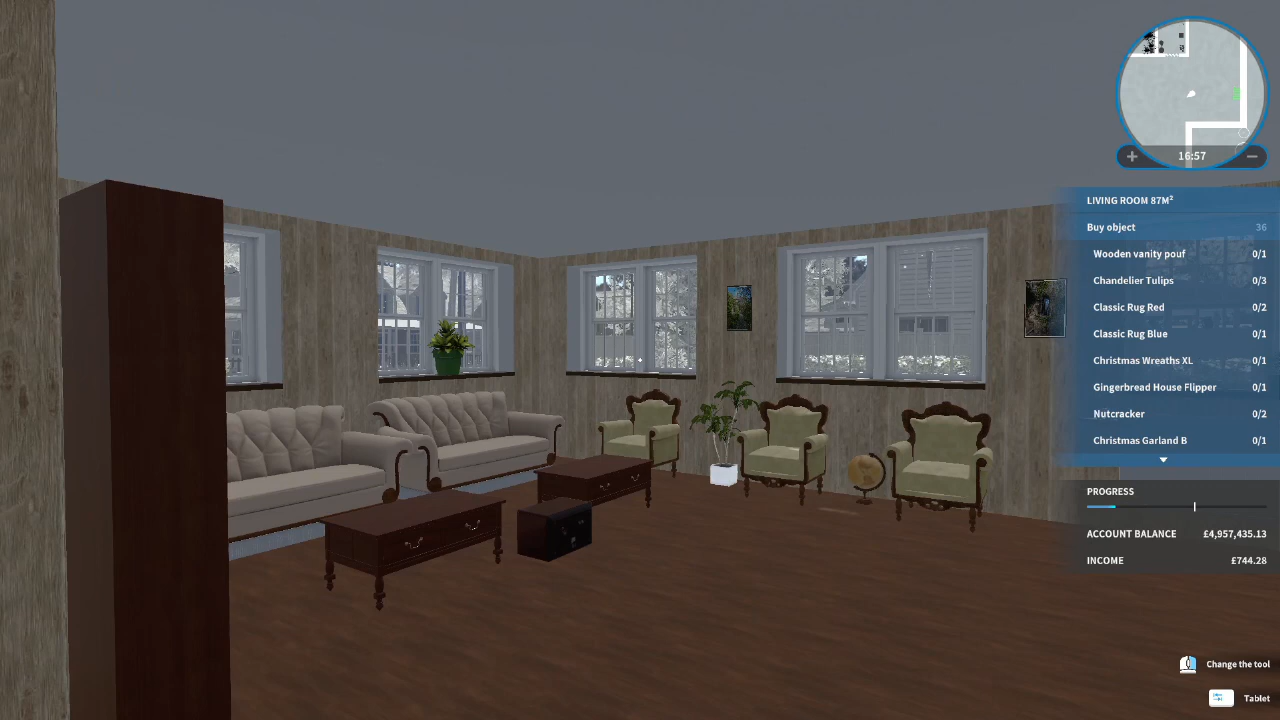 16:57
LIVING ROOM 87M²
Buy object 36
Wooden vanity pouf 0/1
Chandelier Tulips 0/3
Classic Rug Red 0/2
Classic Rug Blue 0/1
Christmas Wreaths XL 0/1
Gingerbread House Flipper 0/1
Nutcracker 0/2
Christmas Garland B 0/1
PROGRESS
ACCOUNT BALANCE £4,957,435.13
INCOME £744.28
Change the tool
Tablet